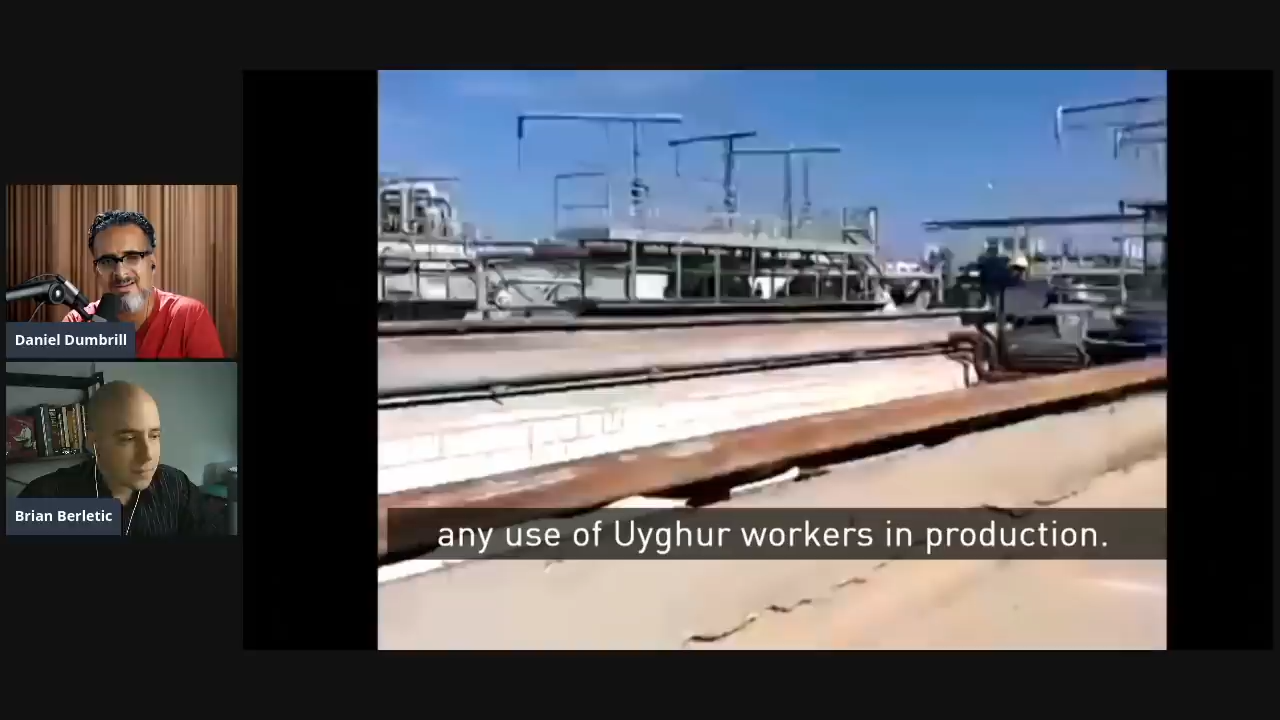 Daniel Dumbrill
Brian Berletic
any use of Uyghur workers in production.